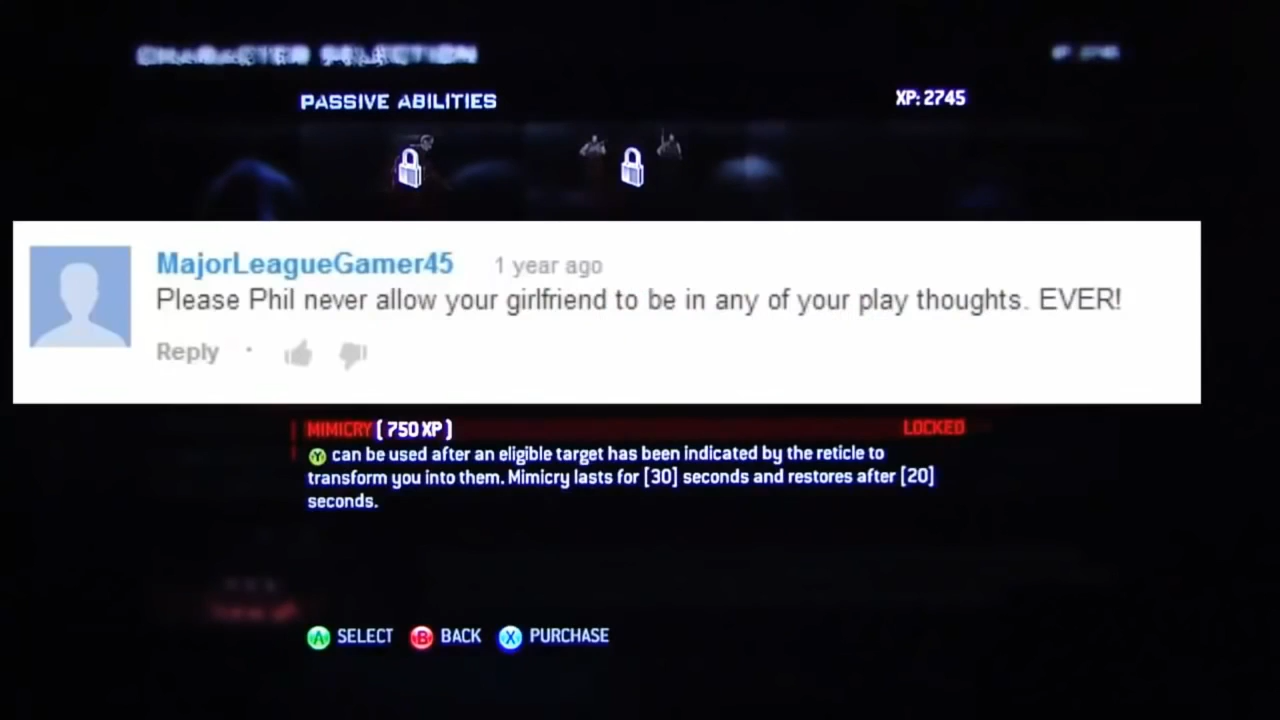 CHARACTER SELECTION
PASSIVE ABILITIES
XP: 2745
MajorLeagueGamer45 1 year ago
Please Phil never allow your girlfriend to be in any of your play thoughts. EVER!
Reply ·
MIMICRY [ 750 XP ] LOCKED
Y can be used after an eligible target has been indicated by the reticle to
transform you into them. Mimicry lasts for [30] seconds and restores after [20]
seconds.
A SELECT B BACK X PURCHASE